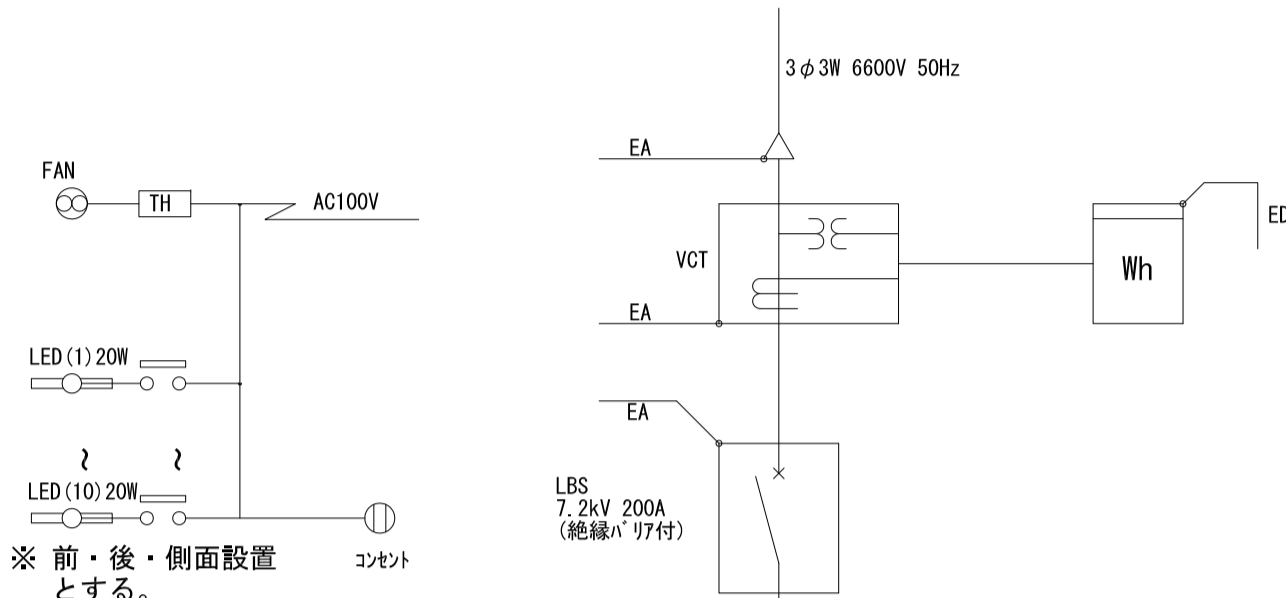 3φ3W 6600V 50Hz
EA
FAN
TH
AC100V
VCT
Wh
ED
EA
LED(1)20W
EA
~ ~
LED(10)20W
LBS
7.2kV 200A
(絶縁バリア付)
コンセント
※ 前・後・側面設置
とする。